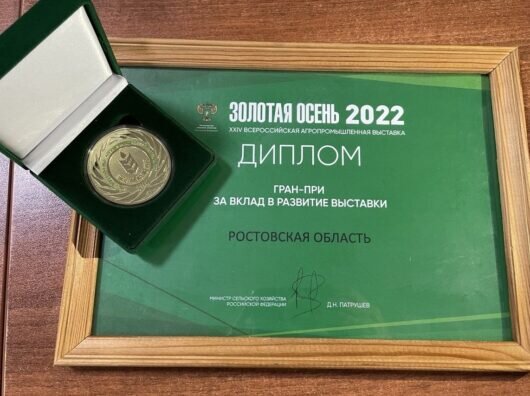 ЗОЛОТАЯ ОСЕНЬ 2022
XXIV ВСЕРОССИЙСКАЯ АГРОПРОМЫШЛЕННАЯ ВЫСТАВКА
ДИПЛОМ
ГРАН-ПРИ
ЗА ВКЛАД В РАЗВИТИЕ ВЫСТАВКИ
РОСТОВСКАЯ ОБЛАСТЬ
МИНИСТР СЕЛЬСКОГО ХОЗЯЙСТВА
РОССИЙСКОЙ ФЕДЕРАЦИИ
Д.Н. ПАТРУШЕВ